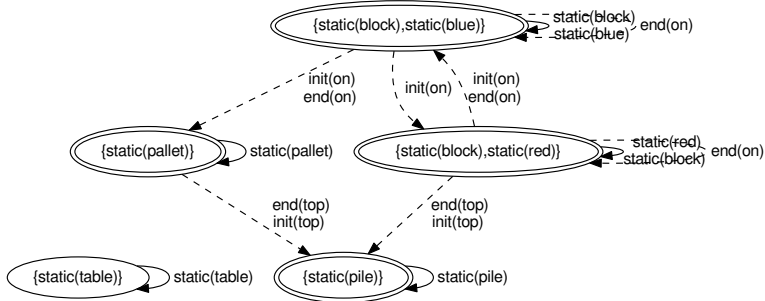 {static(block),static(blue)}
static(block)
static(blue)
end(on)
init(on)
end(on)
init(on)
init(on)
end(on)
{static(pallet)}
static(pallet)
{static(block),static(red)}
static(red)
static(block)
end(on)
end(top)
init(top)
end(top)
init(top)
{static(table)}
static(table)
{static(pile)}
static(pile)